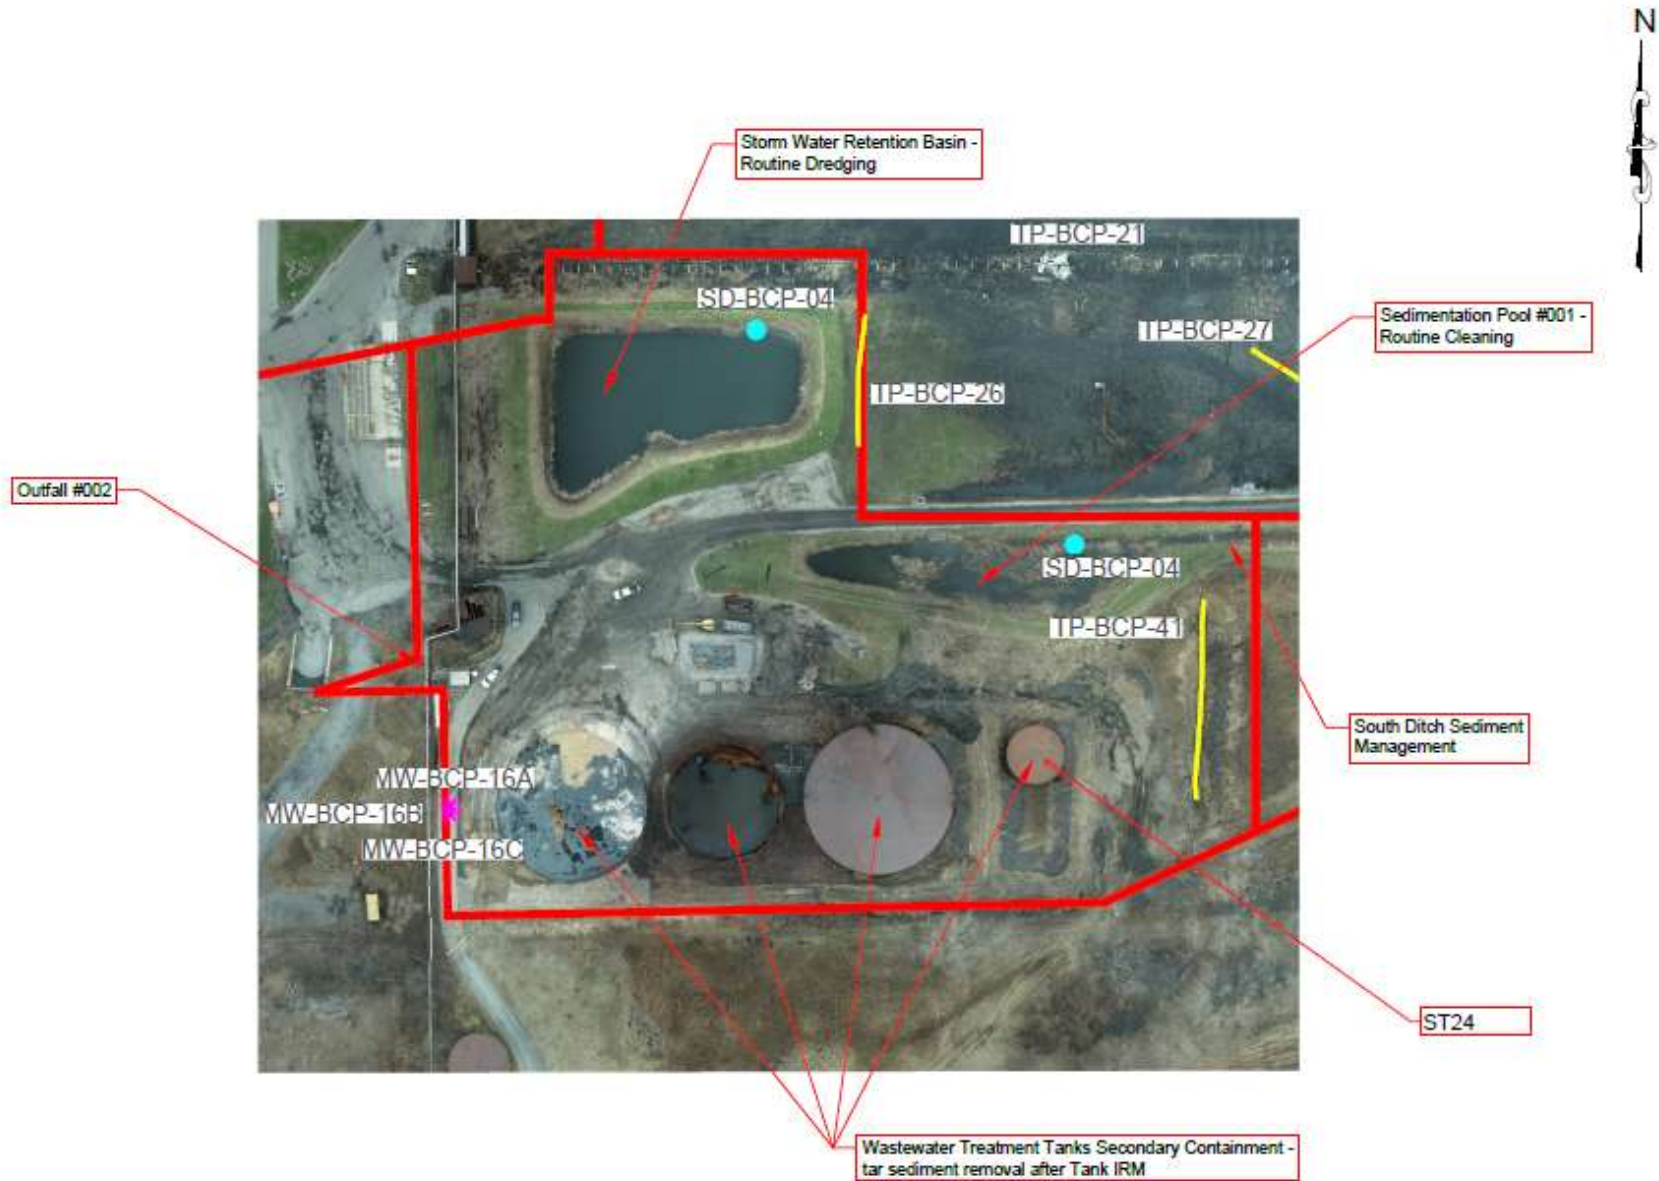 N
Storm Water Retention Basin -
Routine Dredging
TP-BCP-21
SD-BCP-04
Sedimentation Pool #001 -
Routine Cleaning
TP-BCP-27
TP-BCP-26
Outfall #002
SD-BCP-04
TP-BCP-41
South Ditch Sediment
Management
MW-BCP-16A
MW-BCP-16B
MW-BCP-16C
ST24
Wastewater Treatment Tanks Secondary Containment -
tar sediment removal after Tank IRM